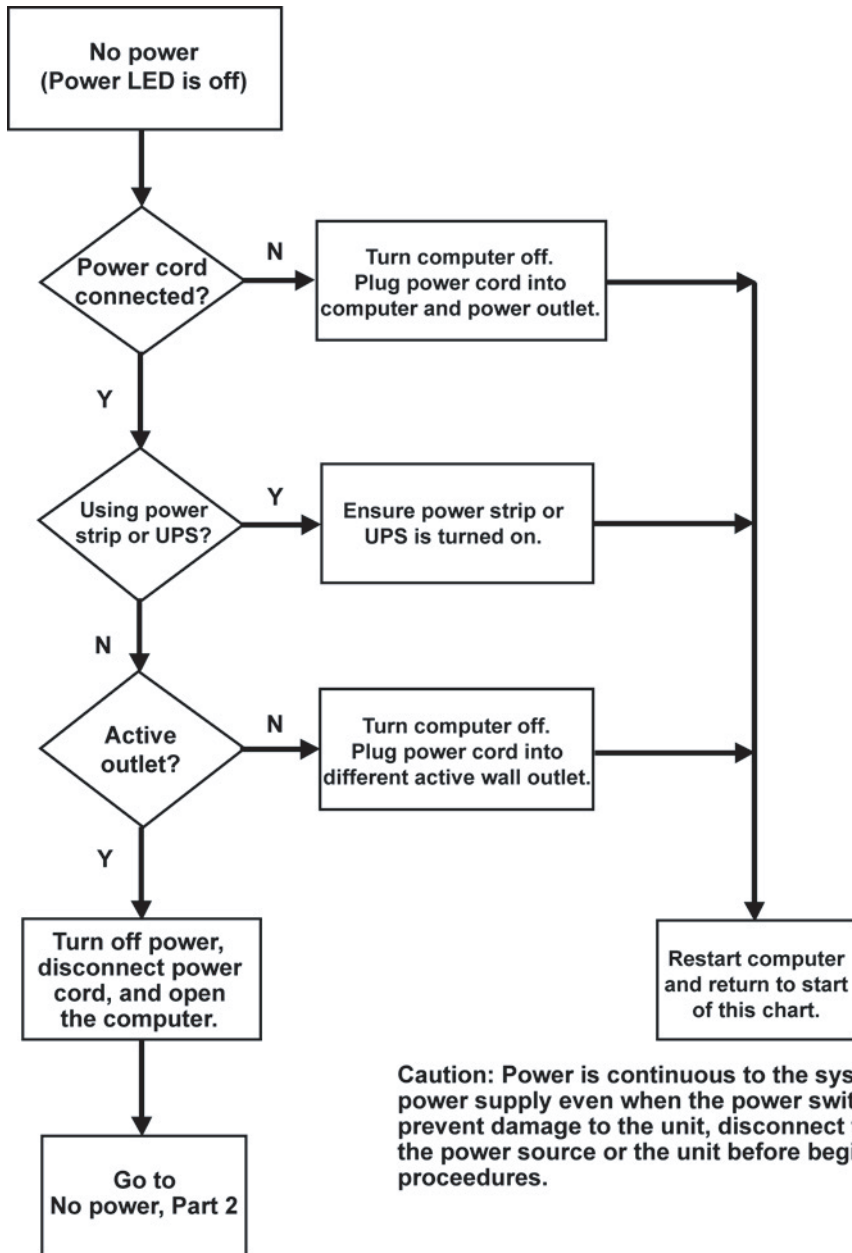 No power
(Power LED is off)
Power cord
connected?
N
Turn computer off.
Plug power cord into
computer and power outlet.
Y
Using power
strip or UPS?
Y
Ensure power strip or
UPS is turned on.
N
Active
outlet?
N
Turn computer off.
Plug power cord into
different active wall outlet.
Y
Turn off power,
disconnect power
cord, and open
the computer.
Restart computer
and return to start
of this chart.
Caution: Power is continuous to the
power supply even when the power
prevent damage to the unit, disconnect
the power source or the unit before
proceedures.
Go to
No power, Part 2